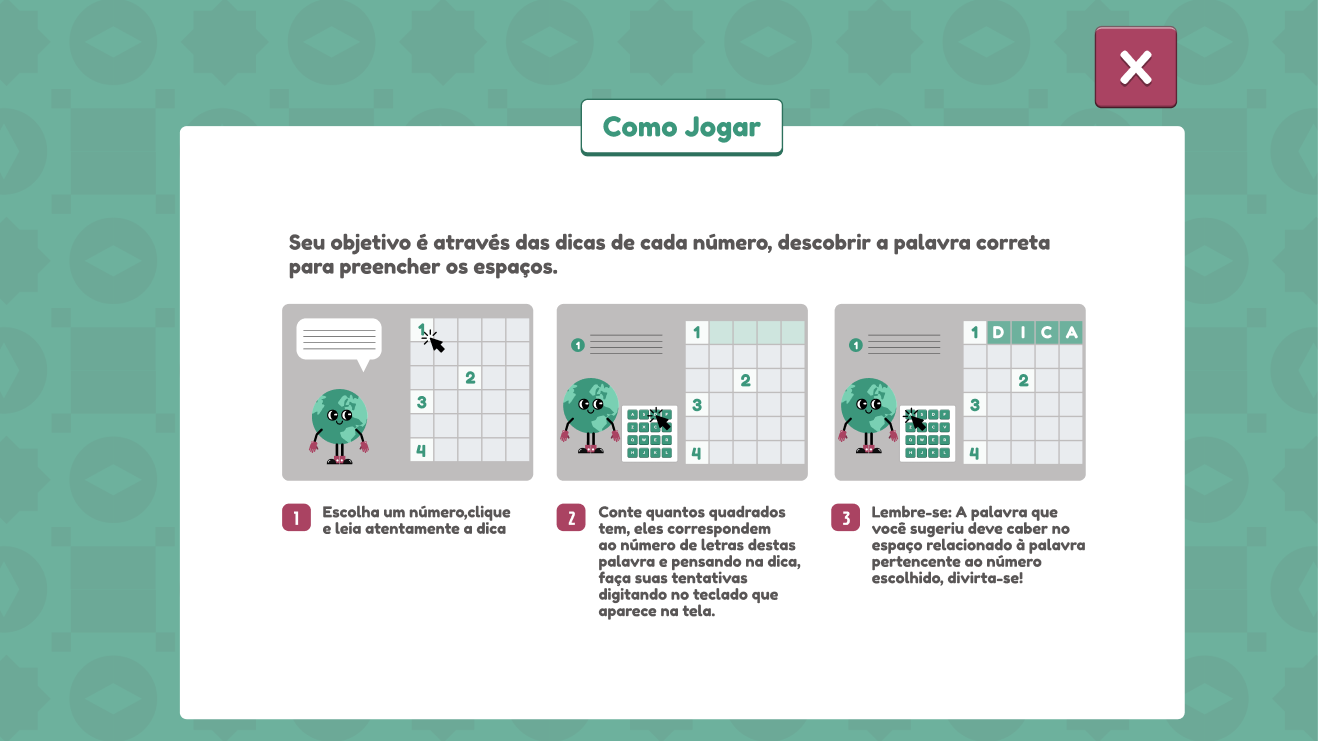 Como Jogar
Seu objetivo é através das dicas de cada número, descobrir a palavra correta
para preencher os espaços.
1
2
3
4
1
1
2
3
4
1
1 D I C A
2
3
4
1 Escolha um número,clique
e leia atentamente a dica
2 Conte quantos quadrados
tem, eles correspondem
ao número de letras destas
palavra e pensando na dica,
faça suas tentativas
digitando no teclado que
aparece na tela.
3 Lembre-se: A palavra que
você sugeriu deve caber no
espaço relacionado à palavra
pertencente ao número
escolhido, divirta-se!